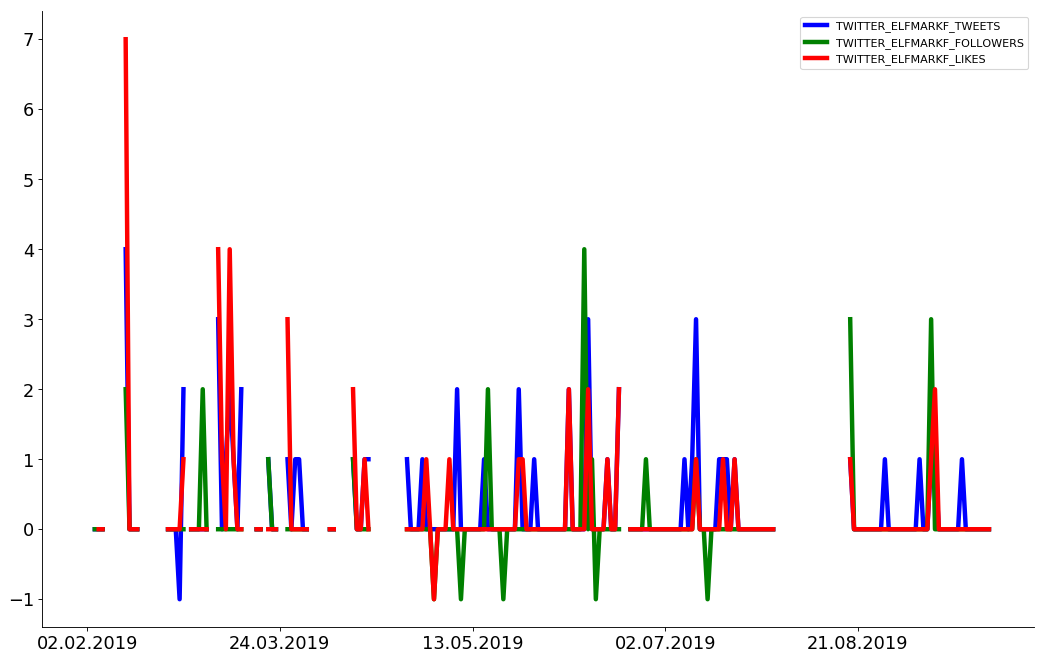 TWITTER_ELFMARKF_TWEETS
TWITTER_ELFMARKF_FOLLOWERS
TWITTER_ELFMARKF_LIKES
7
6
5
4
3
2
1
0
−1
02.02.2019 24.03.2019 13.05.2019 02.07.2019 21.08.2019